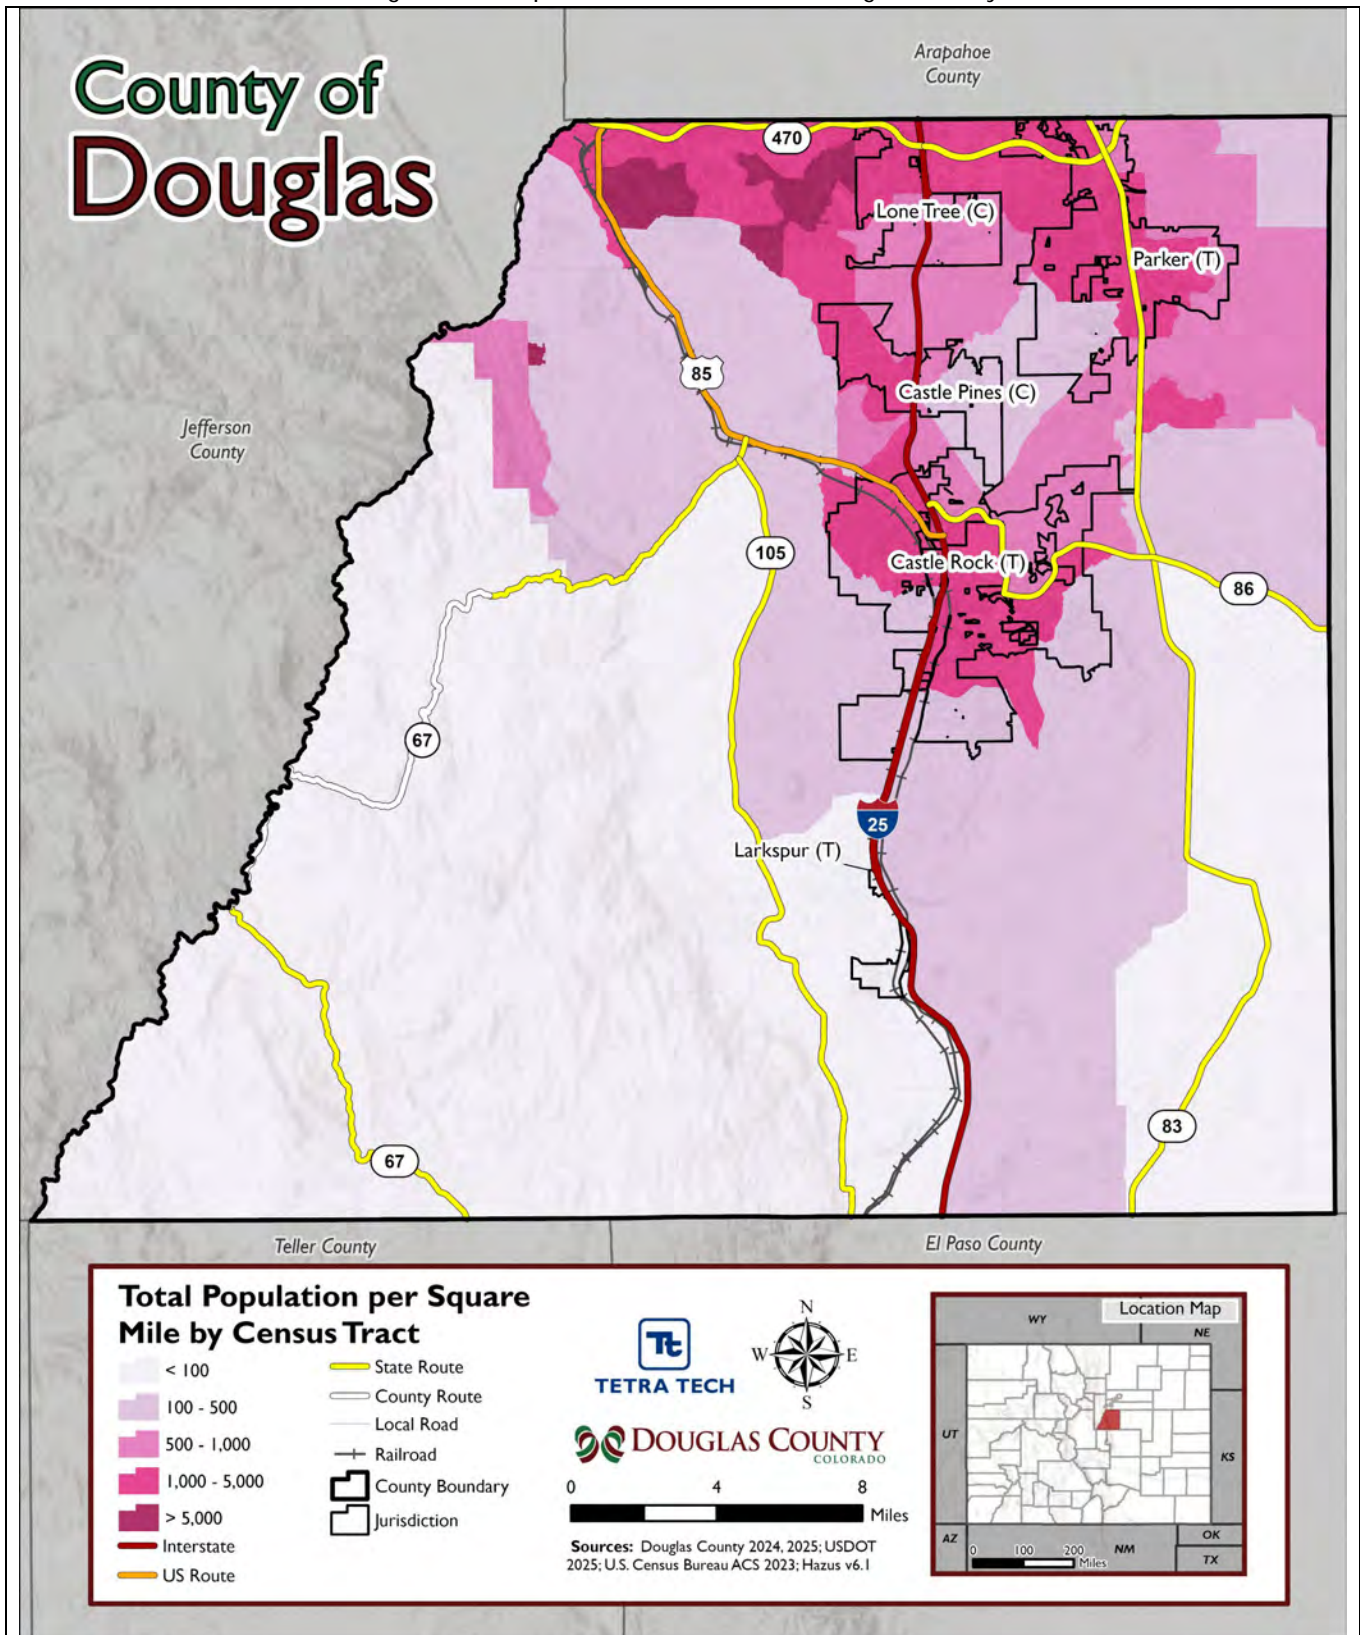 Arapahoe
County
County of
Douglas
470
Lone Tree (C)
Parker (T)
85
Castle Pines (C)
Jefferson
County
105
Castle Rock (T)
86
67
25
Larkspur (T)
83
67
Teller County
El Paso County
Total Population per Square
Mile by Census Tract
< 100
100 - 500
500 - 1,000
1,000 - 5,000
> 5,000
Interstate
US Route
State Route
County Route
Local Road
Railroad
County Boundary
Jurisdiction
Tt
TETRA TECH
N
W E
S
DOUGLAS COUNTY
COLORADO
0 4 8
Miles
Sources: Douglas County 2024, 2025; USDOT
2025; U.S. Census Bureau ACS 2023; Hazus v6.1
Location Map
WY
NE
UT
KS
AZ
NM
OK
TX
0 100 200
Miles